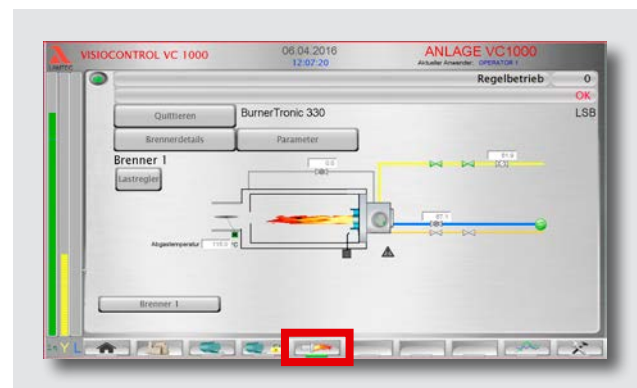 LAMTEC
VISIOCONTROL VC 1000
06.04.2016
12:07:20
ANLAGE VC1000
Aktueller Anwender: OPERATOR 1
Regelbetrieb 0
OK
Quittieren
BurnerTronic 330
LSB
Brennerdetails
Parameter
Brenner 1
Lastregler
Abgastemperatur
°C
Brenner 1
Y L